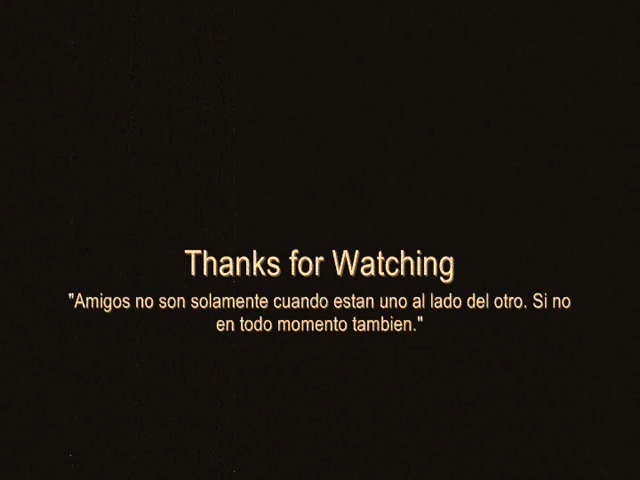 Thanks for Watching
"Amigos no son solamente cuando estan uno al lado del otro. Si no
en todo momento tambien."